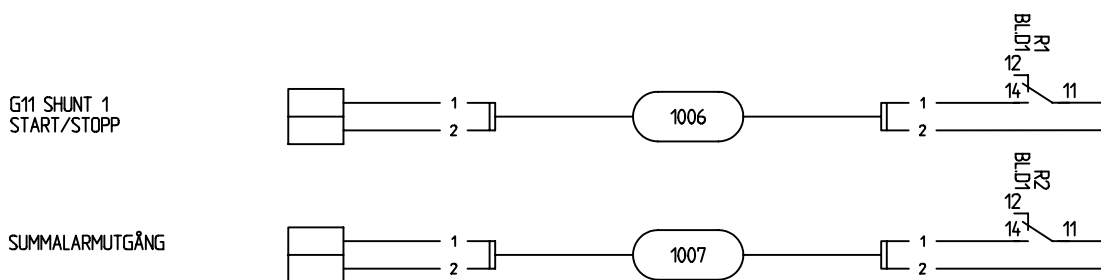 R1
BL.D1
12
14 11
G11 SHUNT 1
START/STOPP
1 1006 1
2 2
R2
BL.D1
12
14 11
SUMMALARMUTGÅNG
1 1007 1
2 2